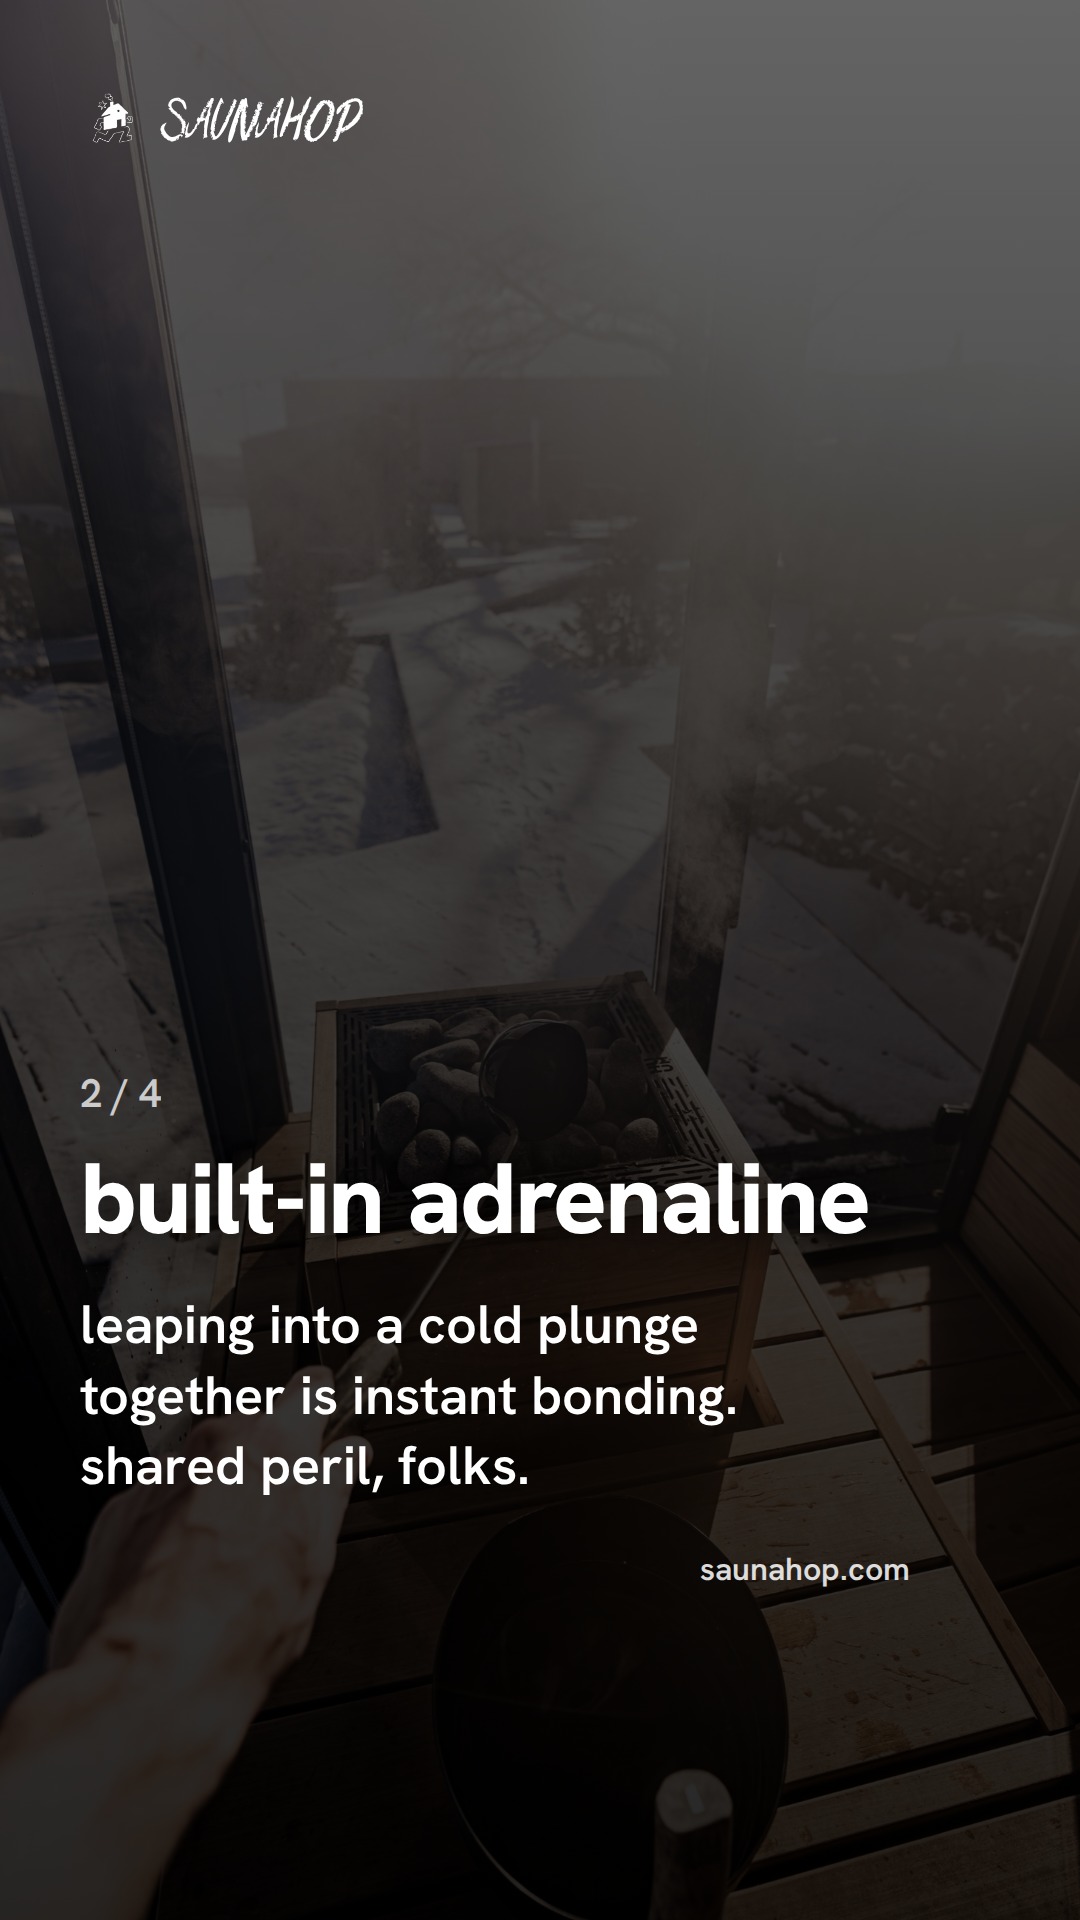 SAUNAHOP
2 / 4
built-in adrenaline
leaping into a cold plunge
together is instant bonding.
shared peril, folks.
saunahop.com